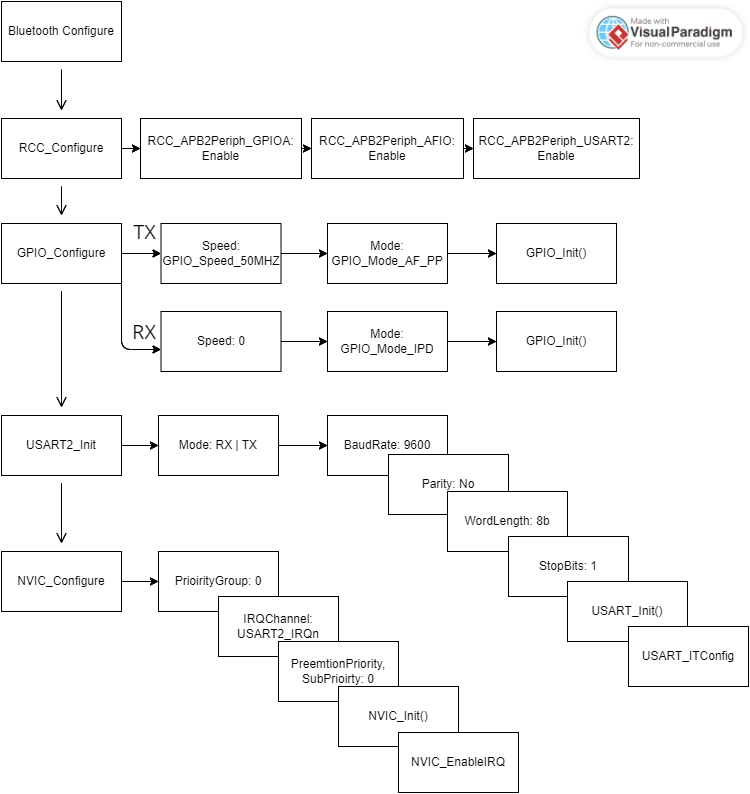 Made with
VisualParadigm
For non-commercial use
Bluetooth Configure
RCC_Configure
RCC_APB2Periph_GPIOA:
Enable
RCC_APB2Periph_AFIO:
Enable
RCC_APB2Periph_USART2:
Enable
GPIO_Configure
TX
Speed:
GPIO_Speed_50MHZ
Mode:
GPIO_Mode_AF_PP
GPIO_Init()
RX
Speed: 0
Mode:
GPIO_Mode_IPD
GPIO_Init()
USART2_Init
Mode: RX | TX
BaudRate: 9600
Parity: No
WordLength: 8b
StopBits: 1
USART_Init()
USART_ITConfig
NVIC_Configure
PrioirityGroup: 0
IRQChannel:
USART2_IRQn
PreemtionPriority,
SubPrioirty: 0
NVIC_Init()
NVIC_EnableIRQ